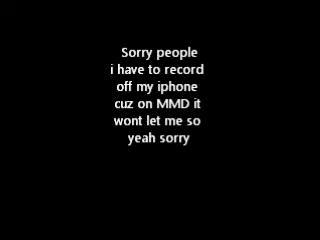 Sorry people
i have to record
off my iphone
cuz on MMD it
wont let me so
yeah sorry